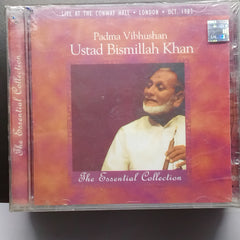 LIVE AT THE CONWAY HALL • LONDON • OCT. 1985
Padma Vibhushan
Ustad Bismillah Khan
The Essential Collection
The Essential Collection